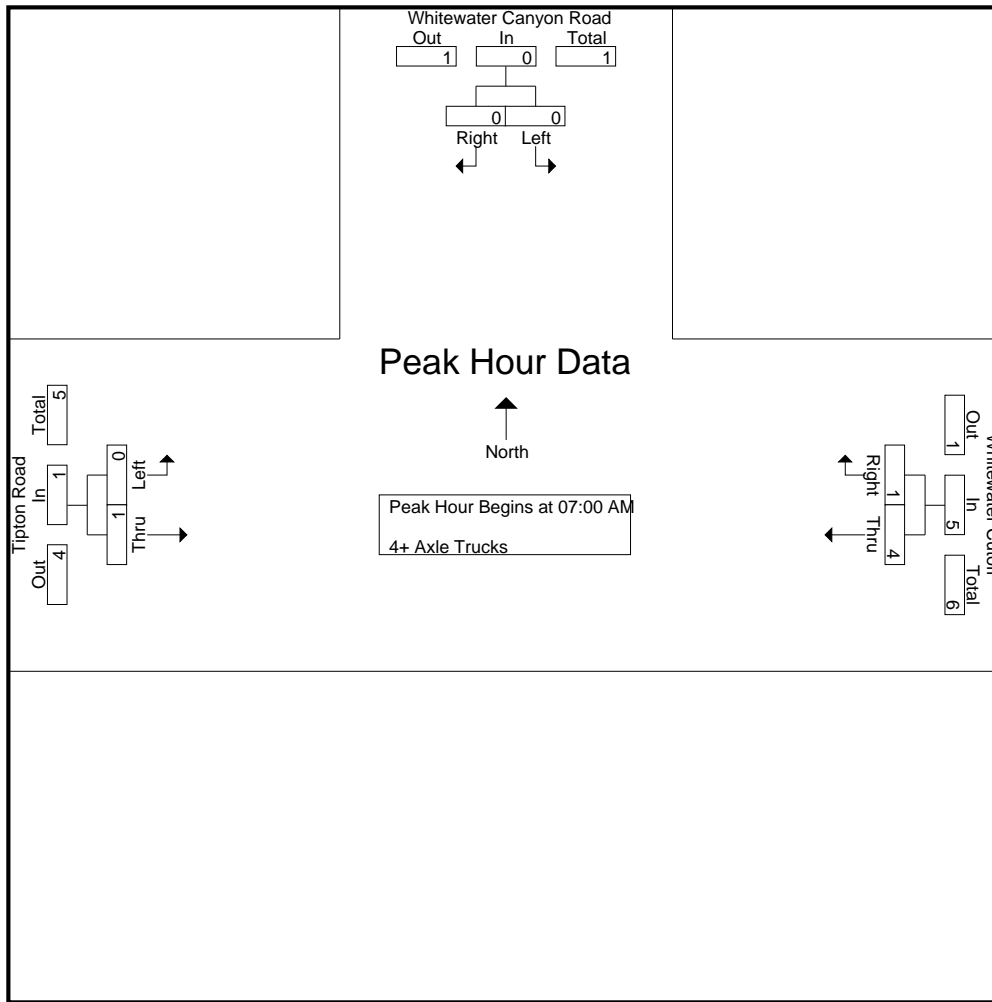 Whitewater Canyon Road
Out In Total
1 0 1
0 0
Right Left
Peak Hour Data
North
Peak Hour Begins at 07:00 AM
4+ Axle Trucks
Tipton Road
Out In Total
4 1 5
1 0
Thru Left
Whitewater
Out In Total
1 5 6
1 4
Right Thru